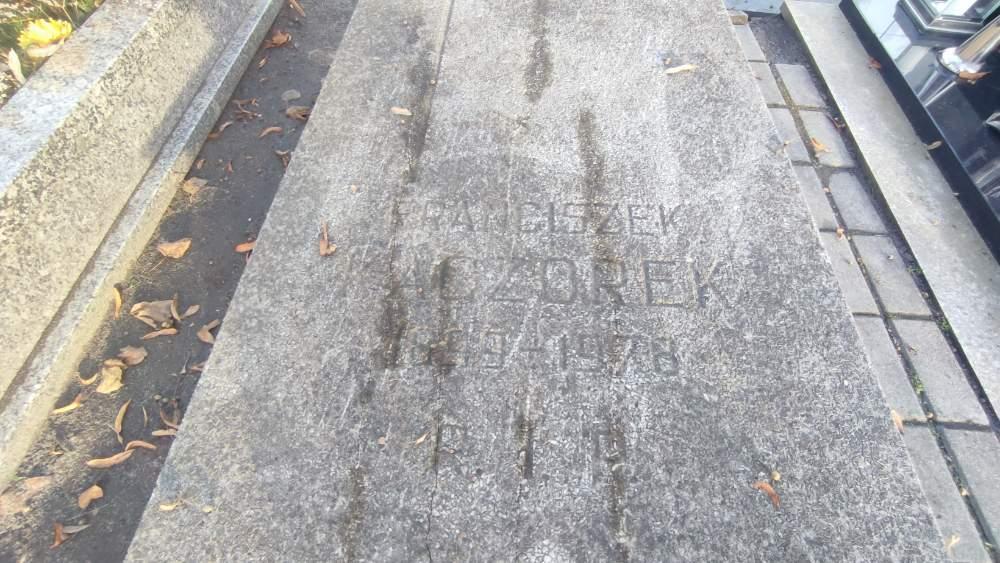 FRANCISZEK
KACZOREK
-1978
R I P